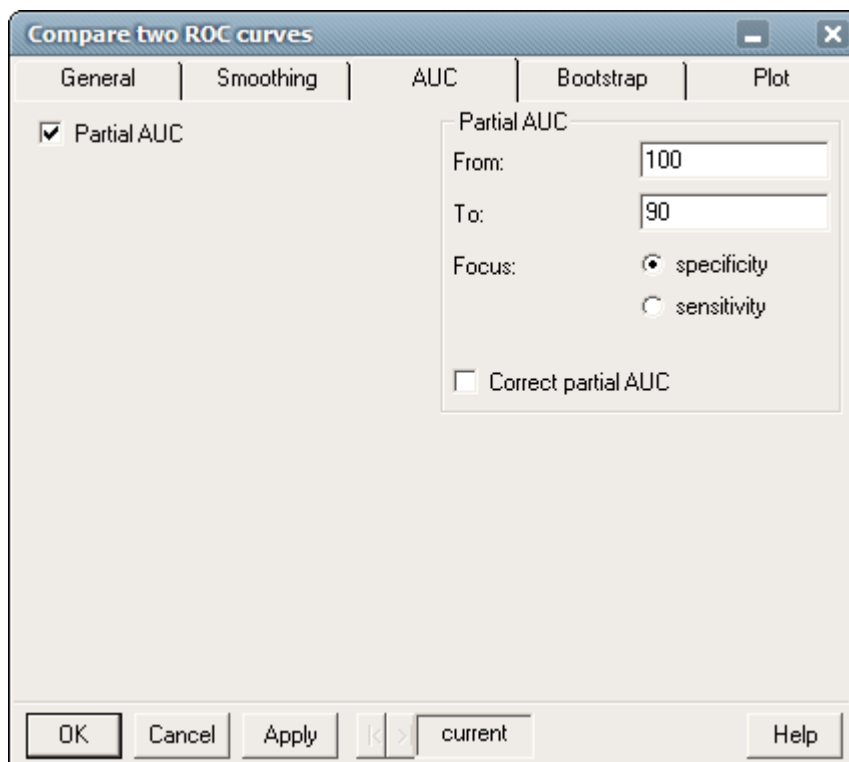 Compare two ROC curves
General Smoothing AUC Bootstrap Plot
Partial AUC
Partial AUC
From: 100
To: 90
Focus: specificity
sensitivity
Correct partial AUC
OK Cancel Apply |< > current Help